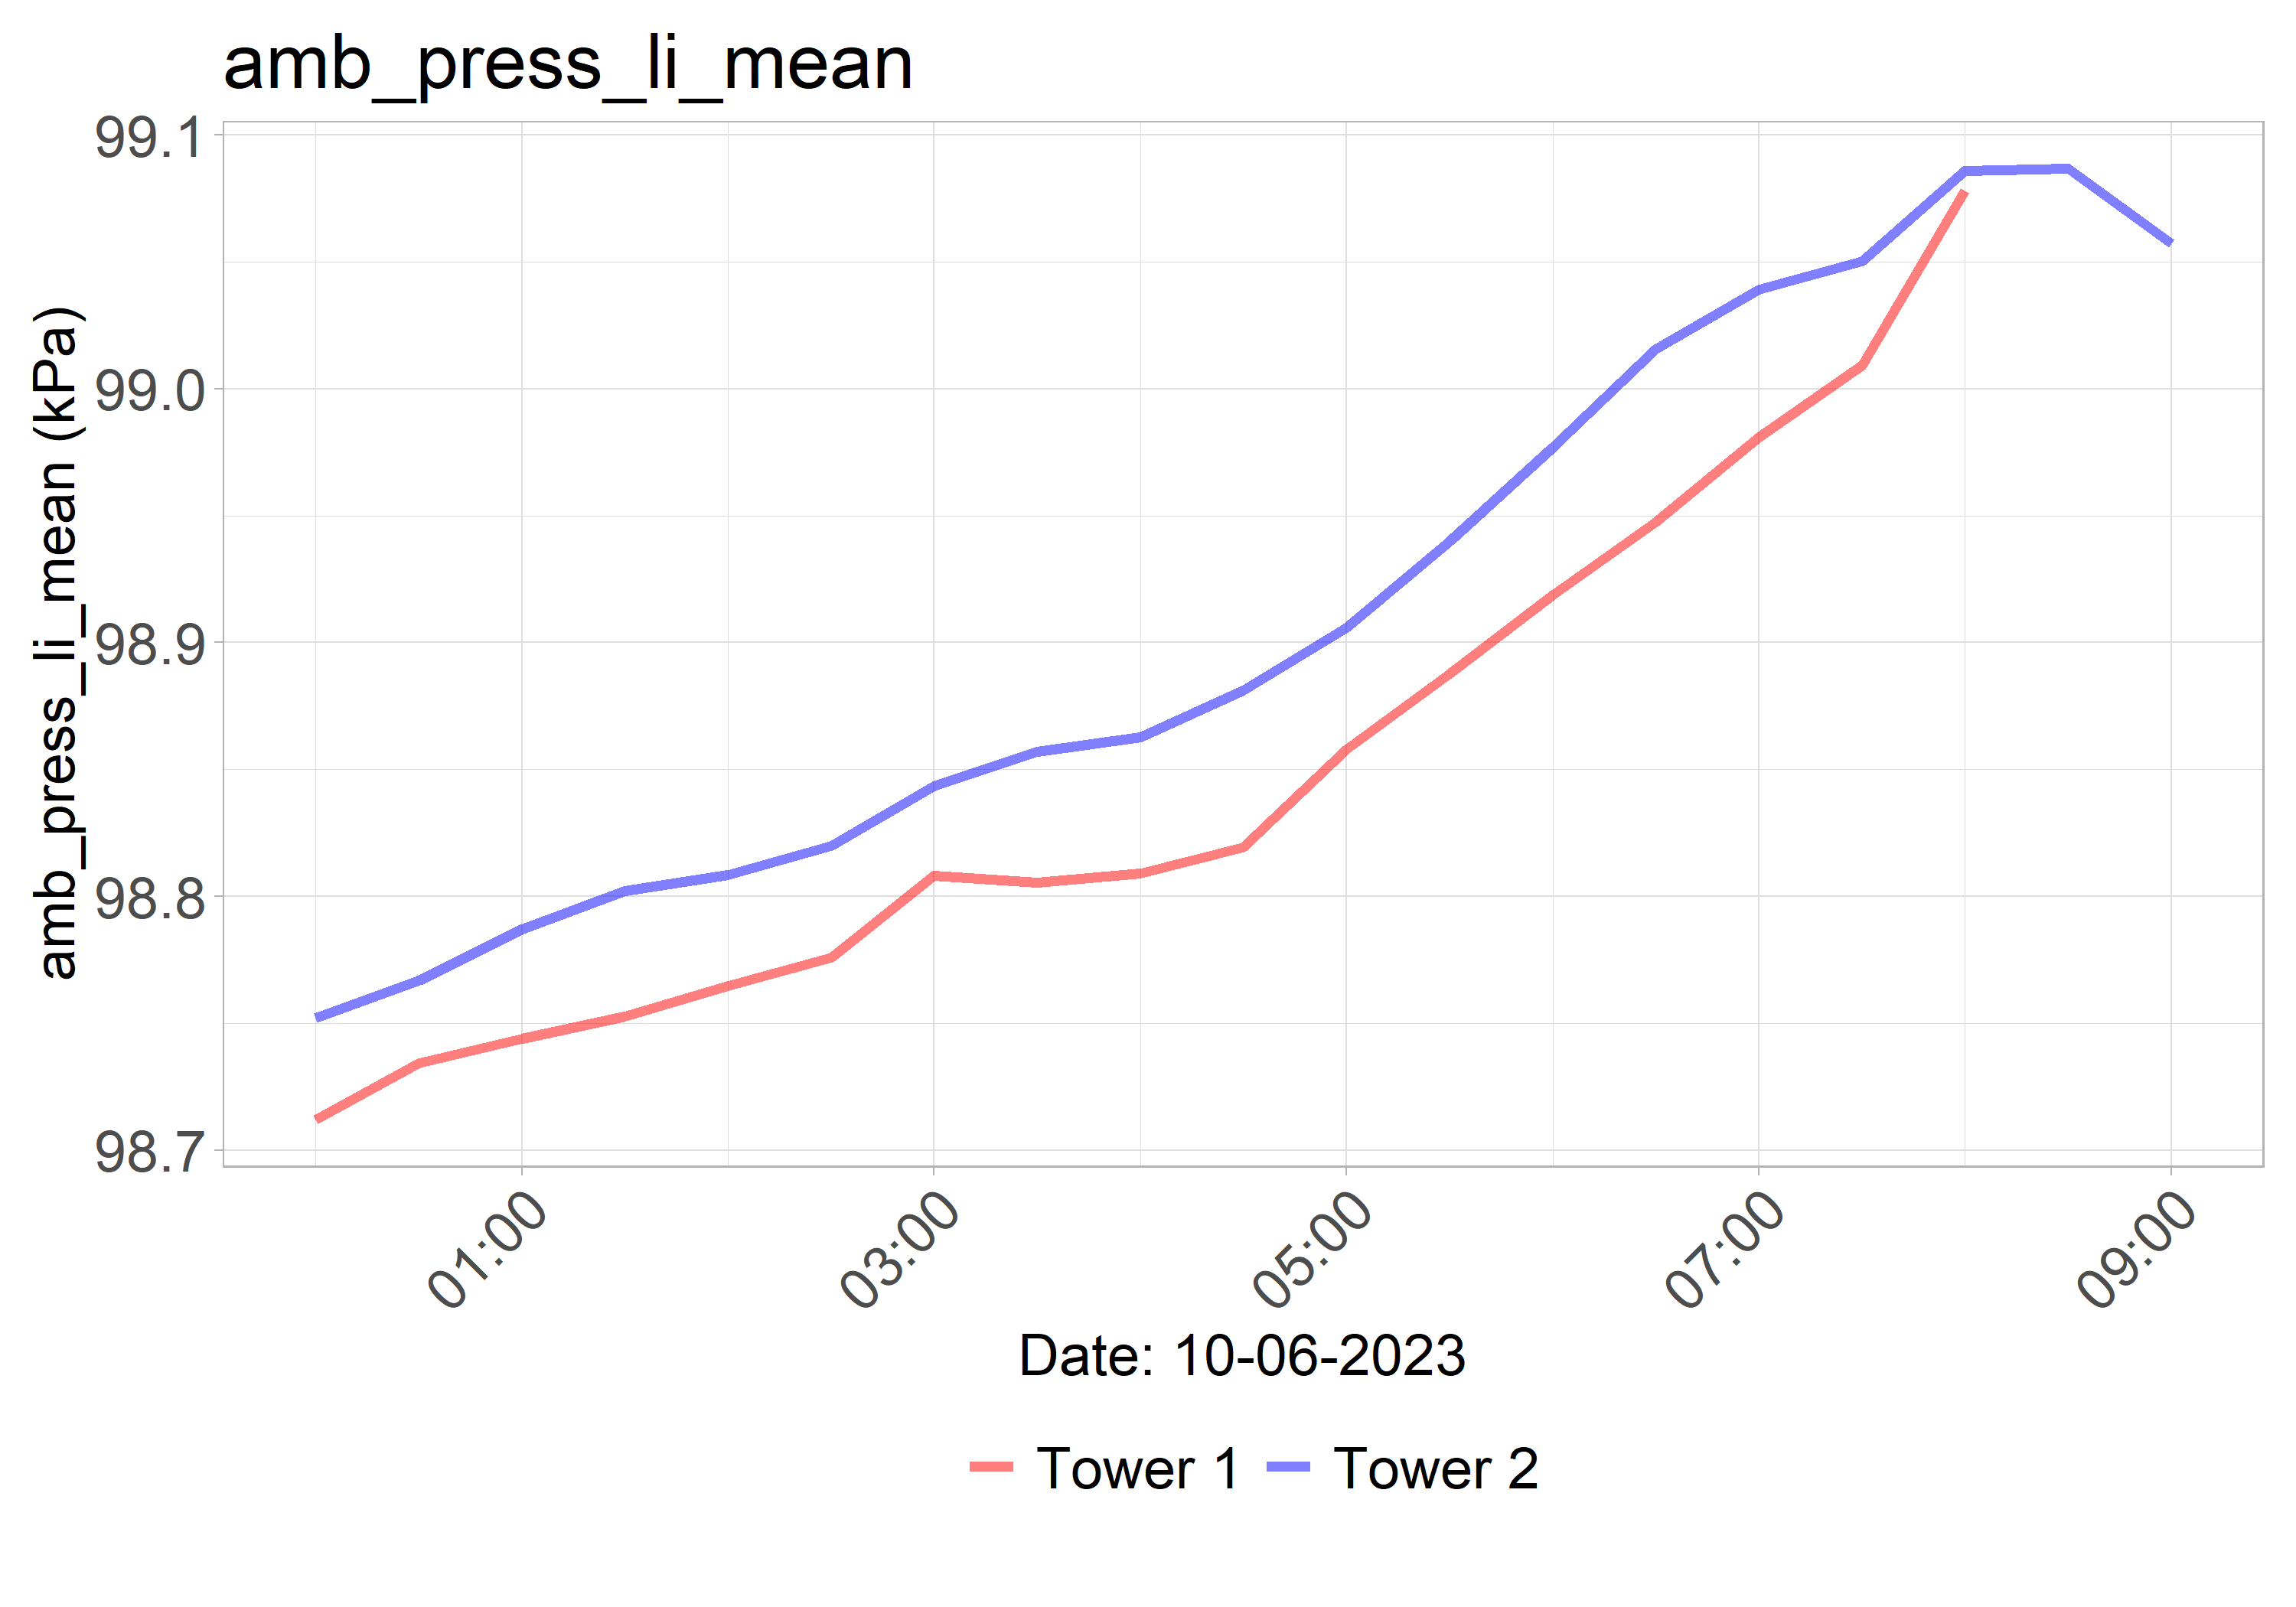 amb_press_li_mean
amb_press_li_mean (kPa)
99.1
99.0
98.9
98.8
98.7
01:00
03:00
05:00
07:00
09:00
Date: 10-06-2023
Tower 1
Tower 2